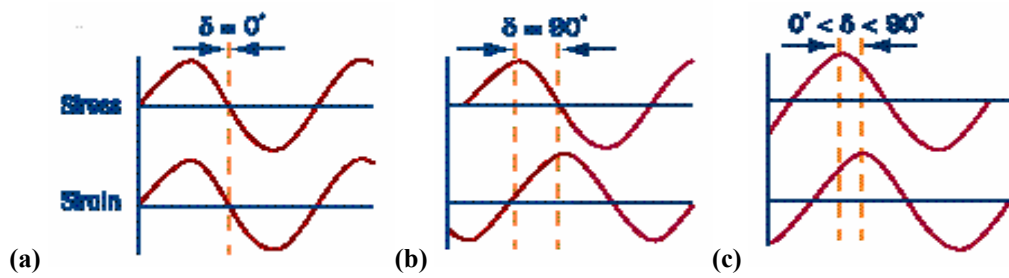 δ = 0°
δ = 90°
0° < δ < 90°
Stress
Strain
(a)
(b)
(c)